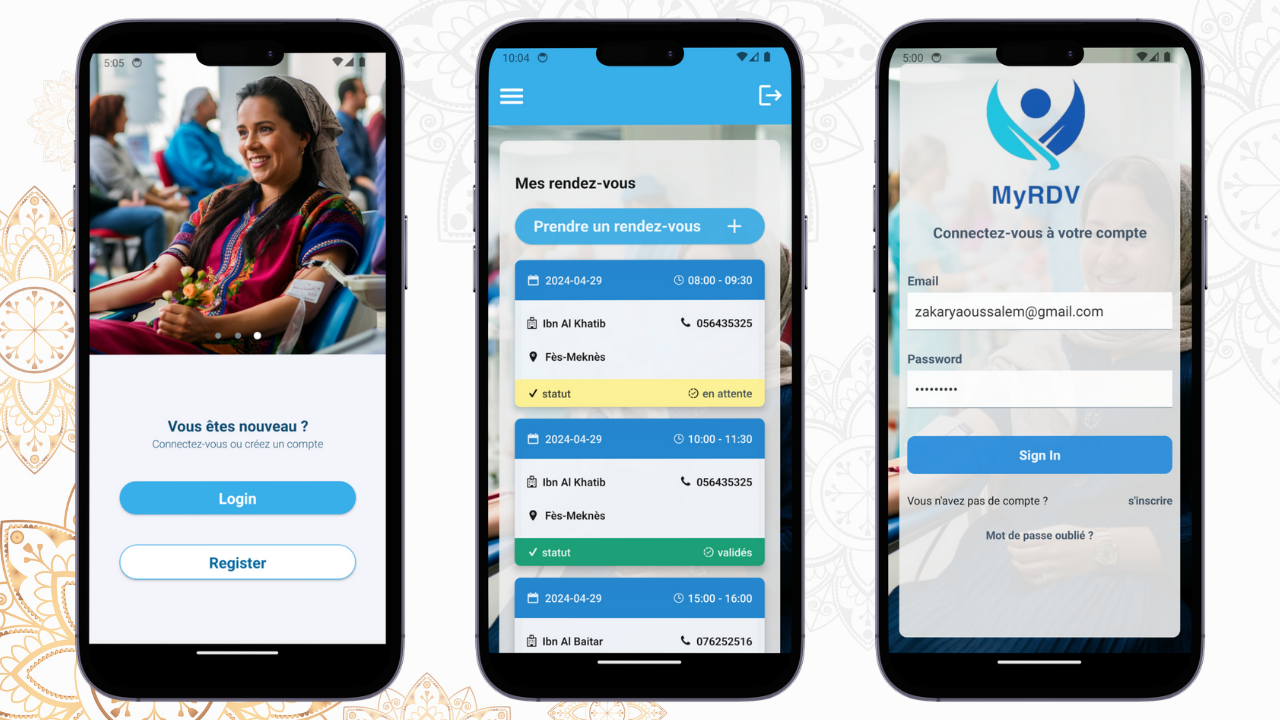 5:05
Vous êtes nouveau ?
Connectez-vous ou créez un compte
Login
Register
10:04
Mes rendez-vous
Prendre un rendez-vous +
2024-04-29 08:00 - 09:30
Ibn Al Khatib 056435325
Fès-Meknès
statut en attente
2024-04-29 10:00 - 11:30
Ibn Al Khatib 056435325
Fès-Meknès
statut validés
2024-04-29 15:00 - 16:00
Ibn Al Baitar 076252516
5:00
MyRDV
Connectez-vous à votre compte
Email
zakaryaoussalem@gmail.com
Password
•••••••••
Sign In
Vous n'avez pas de compte ? s'inscrire
Mot de passe oublié ?